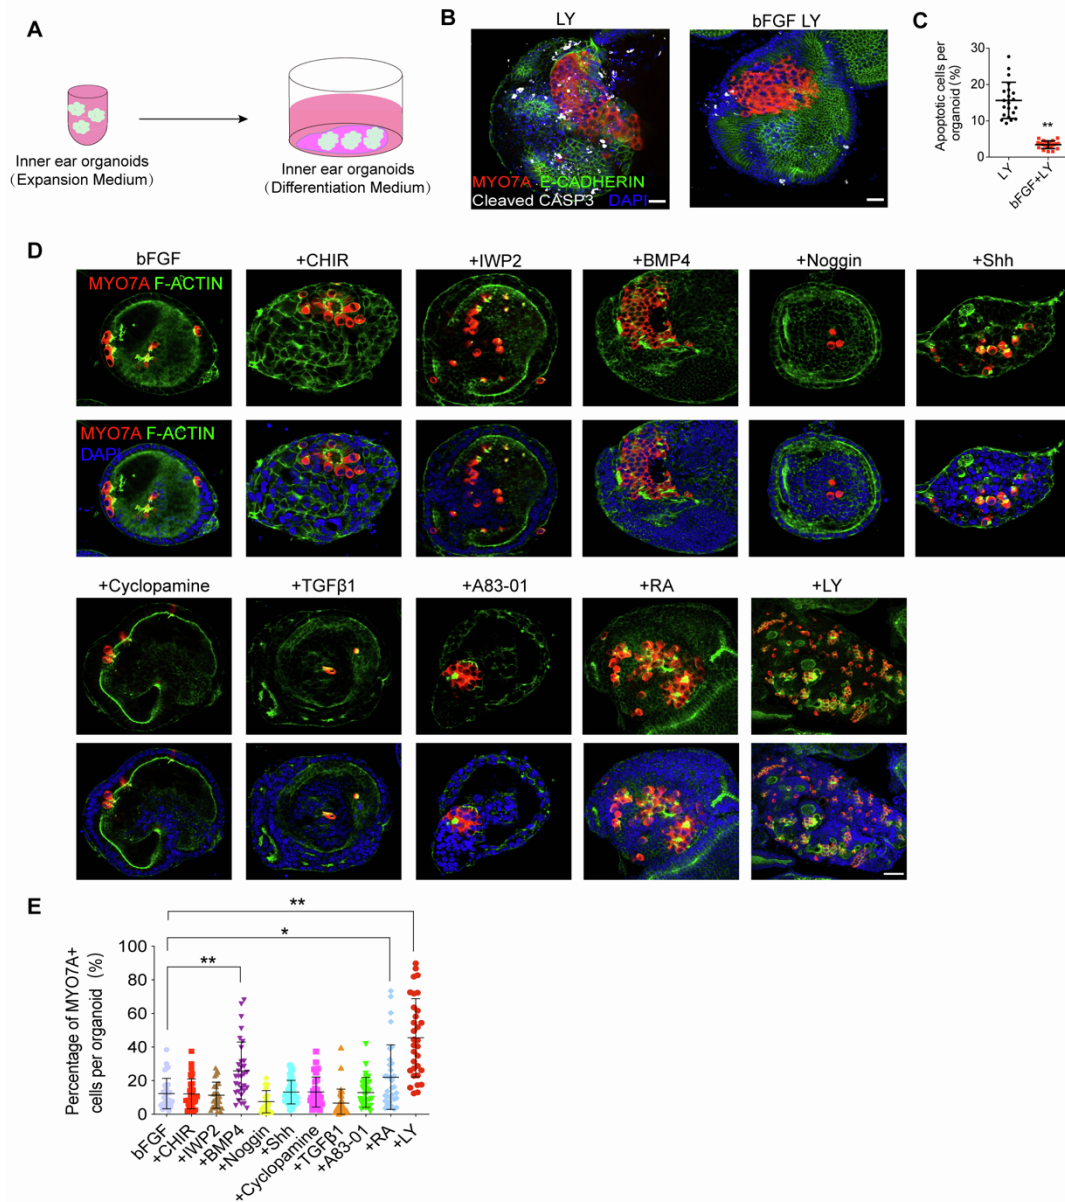 A
Inner ear organoids
(Expansion Medium)
Inner ear organoids
(Differentiation Medium)
B
LY
bFGF LY
MYO7A E-CADHERIN
Cleaved CASP3 DAPI
C
Apoptotic cells per
organoid (%)
30
20
10
0
**
LY
bFGF+LY
D
bFGF
+CHIR
+IWP2
+BMP4
+Noggin
+Shh
MYO7A F-ACTIN
MYO7A F-ACTIN
DAPI
+Cyclopamine
+TGFβ1
+A83-01
+RA
+LY
E
Percentage of MYO7A+
cells per organoid (%)
100
80
60
40
20
0
**
*
**
bFGF
+CHIR
+IWP2
+BMP4
+Noggin
+Shh
+Cyclopamine
+TGFβ1
+A83-01
+RA
+LY